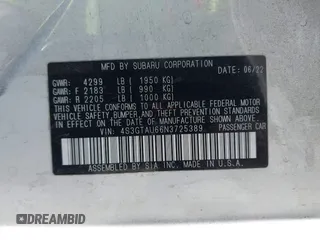 MFD. BY SUBARU CORPORATION
DATE 06/22
GVWR: 4299 LB ( 1950 KG)
GAWR: F 2183 LB ( 990 KG)
GAWR: R 2205 LB ( 1000 KG)
THIS VEHICLE CONFORMS TO ALL APPLICABLE FEDERAL MOTOR
VEHICLE SAFETY, BUMPER, AND THEFT PREVENTION STANDARDS
IN EFFECT ON THE DATE OF MANUFACTURE SHOWN ABOVE.
VIN: 4S3GTAU66N3725389 PASSENGER CAR
ASSEMBLED BY SIA INC. MADE IN U.S.A.
DREAMBID